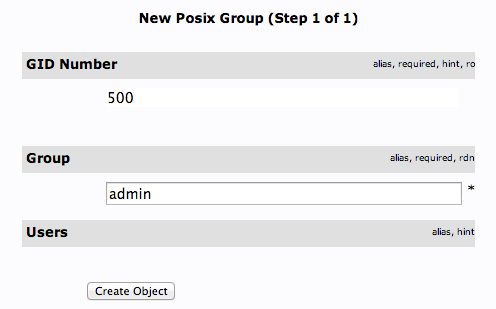 New Posix Group (Step 1 of 1)
GID Number alias, required, hint, ro
500
Group alias, required, rdn
admin *
Users alias, hint
Create Object